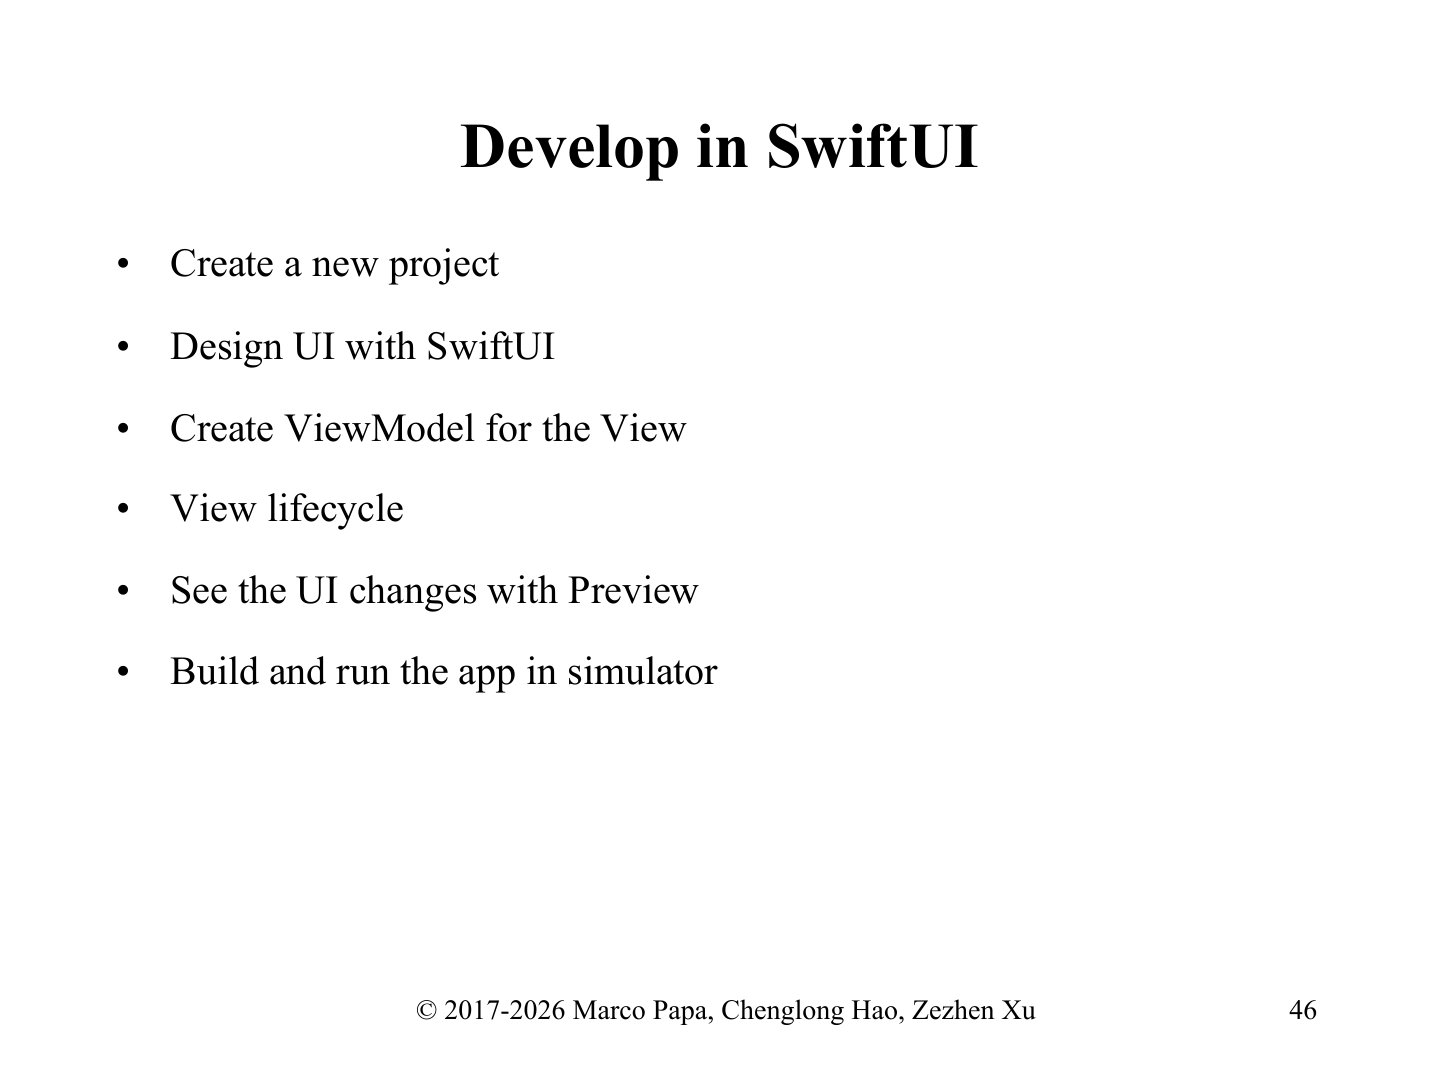 Develop in SwiftUI
• Create a new project
• Design UI with SwiftUI
• Create ViewModel for the View
• View lifecycle
• See the UI changes with Preview
• Build and run the app in simulator
© 2017-2026 Marco Papa, Chenglong Hao, Zezhen Xu
46